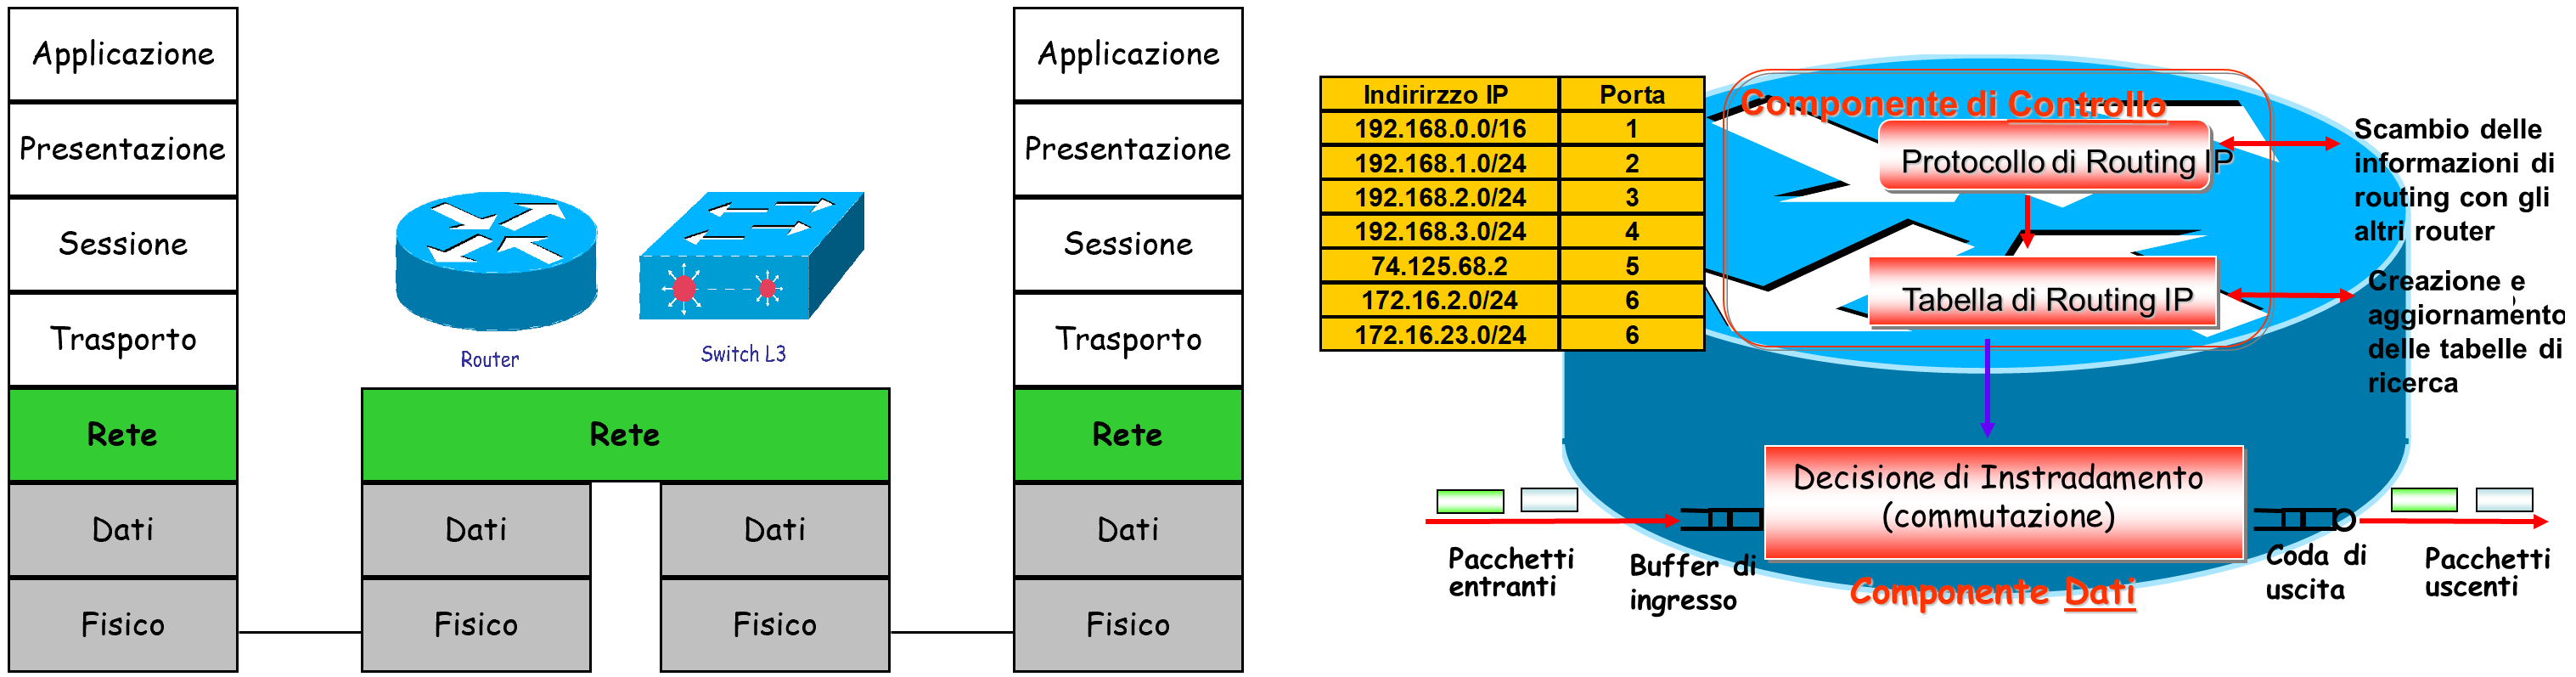 Applicazione
Presentazione
Sessione
Trasporto
Rete
Dati
Fisico
Router
Switch L3
Rete
Dati
Dati
Fisico
Fisico
Applicazione
Presentazione
Sessione
Trasporto
Rete
Dati
Fisico
Indirirzzo IP Porta
192.168.0.0/16 1
192.168.1.0/24 2
192.168.2.0/24 3
192.168.3.0/24 4
74.125.68.2 5
172.16.2.0/24 6
172.16.23.0/24 6
Componente di Controllo
Protocollo di Routing IP
Tabella di Routing IP
Scambio delle
informazioni di
routing con gli
altri router
Creazione e
aggiornamento
delle tabelle di
ricerca
Decisione di Instradamento
(commutazione)
Pacchetti
entranti
Buffer di
ingresso
Componente Dati
Coda di
uscita
Pacchetti
uscenti